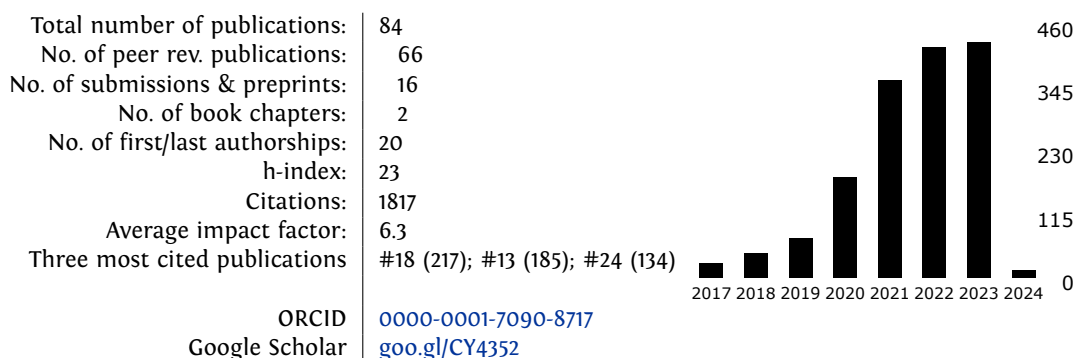 Total number of publications: 84
No. of peer rev. publications: 66
No. of submissions & preprints: 16
No. of book chapters: 2
No. of first/last authorships: 20
h-index: 23
Citations: 1817
Average impact factor: 6.3
Three most cited publications #18 (217); #13 (185); #24 (134)
ORCID 0000-0001-7090-8717
Google Scholar goo.gl/CY4352
460
345
230
115
0
2017 2018 2019 2020 2021 2022 2023 2024